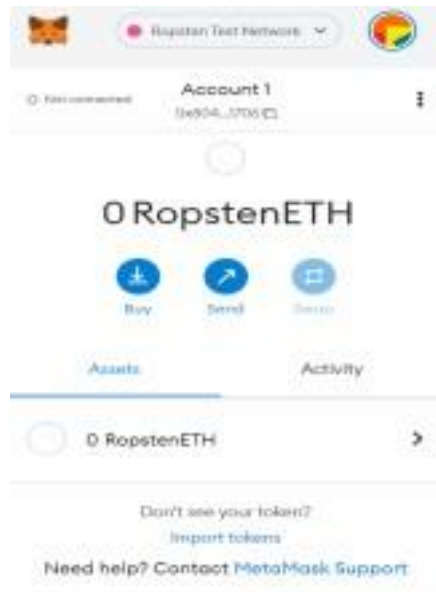 Ropsten Test Network
Not connected
Account 1
0 RopstenETH
Buy
Send
Swap
Assets
Activity
0 RopstenETH
Don't see your token?
Import tokens
Need help? Contact MetaMask Support